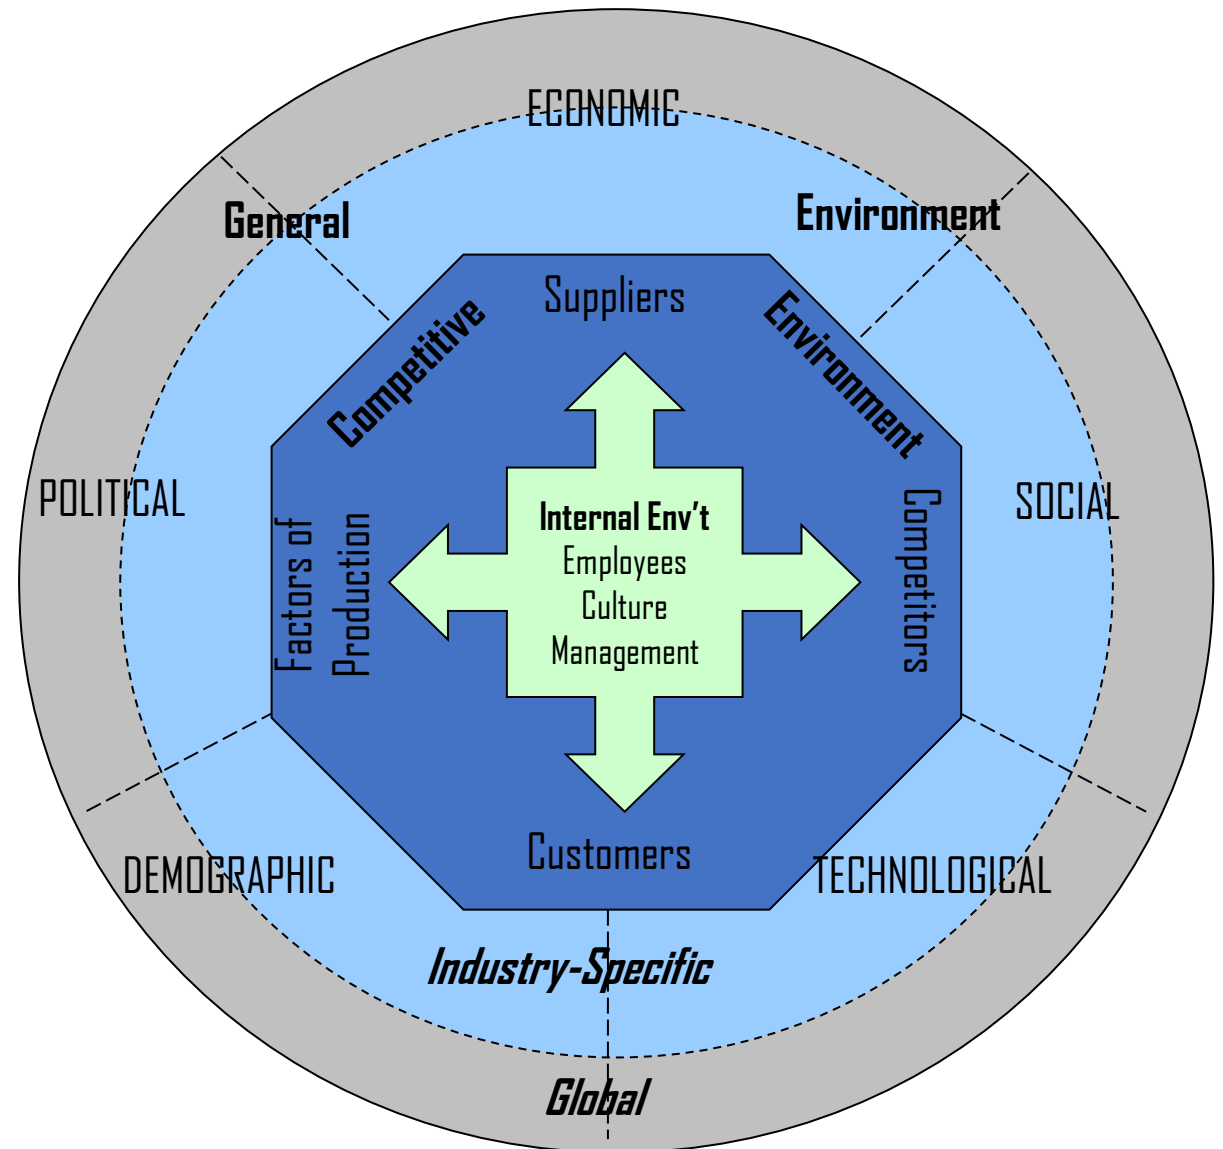 ECONOMIC
General
Environment
Suppliers
Competitive
Environment
POLITICAL
SOCIAL
Factors of
Production
Internal Env't
Employees
Culture
Management
Competitors
Customers
DEMOGRAPHIC
TECHNOLOGICAL
Industry-Specific
Global